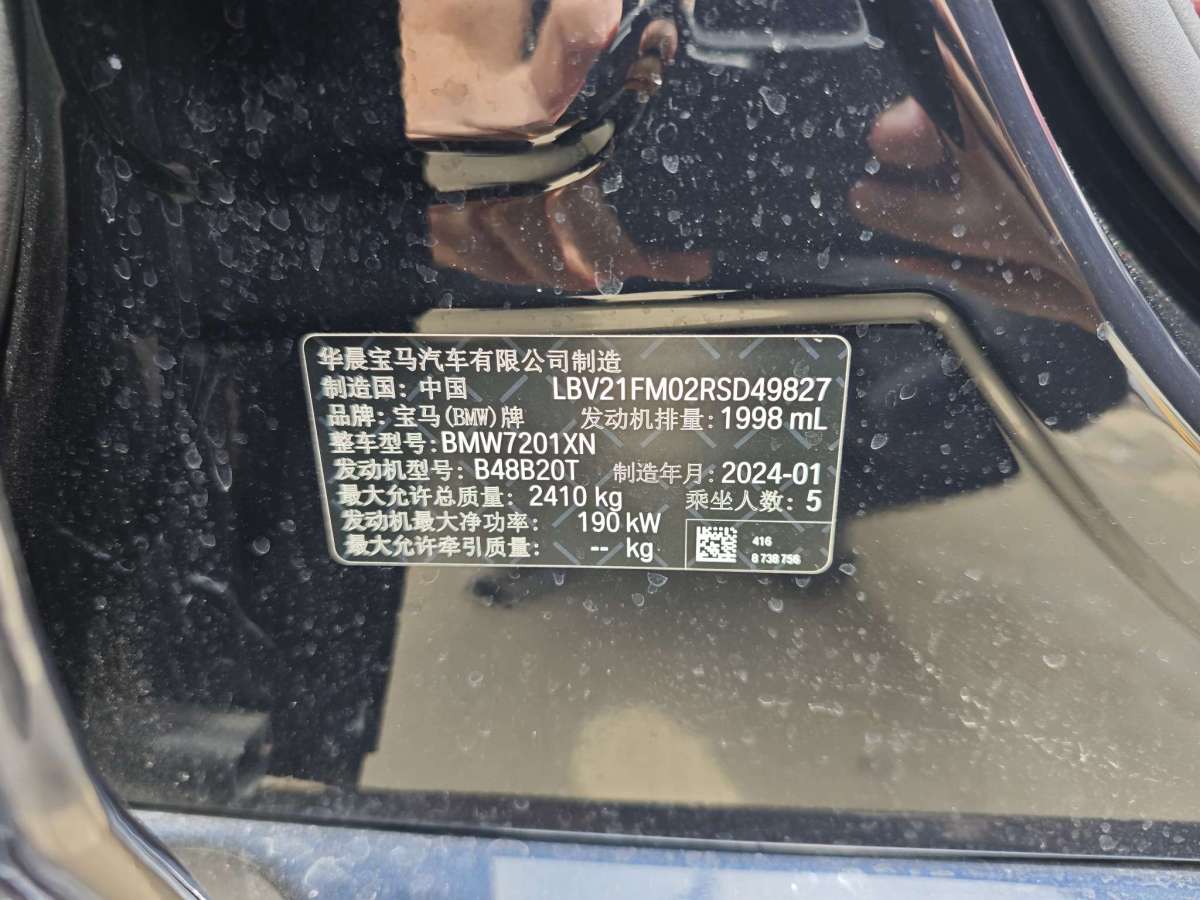 华晨宝马汽车有限公司制造
制造国: 中国 LBV21FM02RSD49827
品牌: 宝马(BMW)牌 发动机排量: 1998 mL
整车型号: BMW7201XN
发动机型号: B48B20T 制造年月: 2024-01
最大允许总质量: 2410 kg 乘坐人数: 5
发动机最大净功率: 190 kW
最大允许牵引质量: -- kg
416
8 738 756